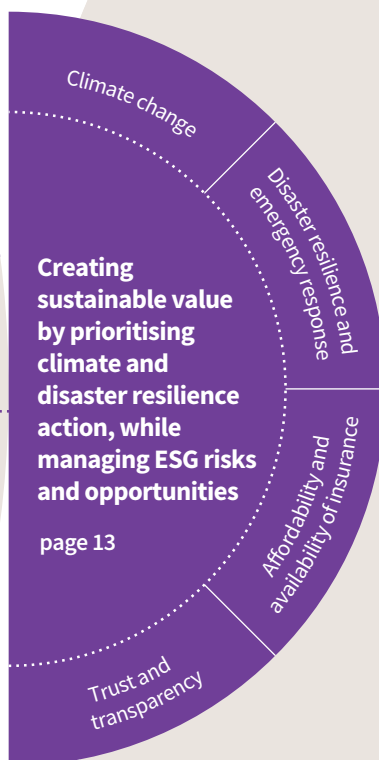 Climate change
Disaster resilience and
emergency response
Creating
sustainable value
by prioritising
climate and
disaster resilience
action, while
managing ESG risks
and opportunities
page 13
Affordability and
availability of insurance
Trust and
transparency